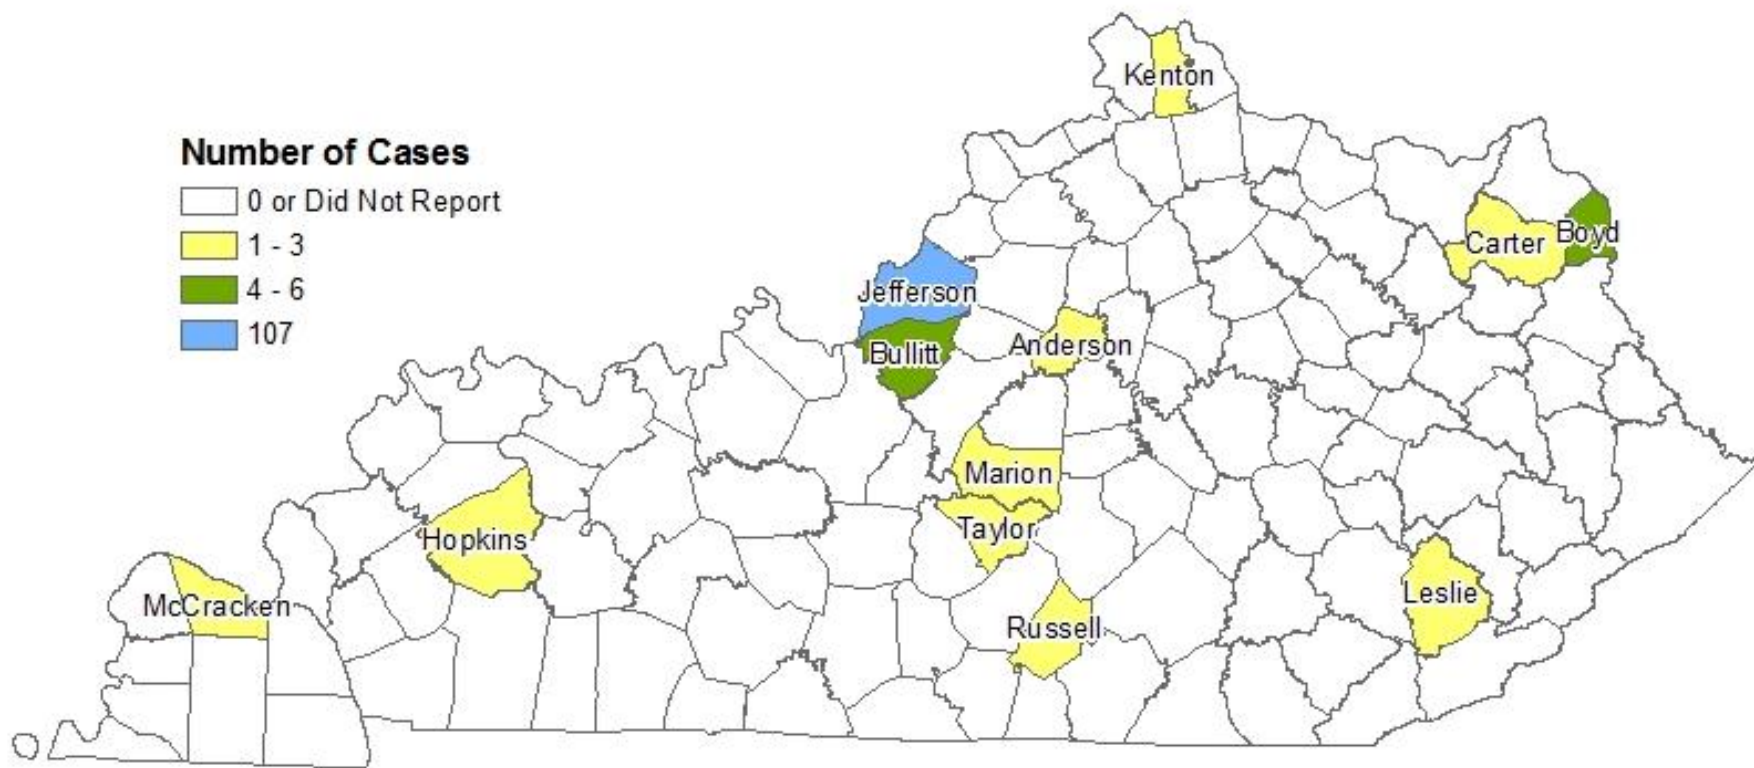 Kenton
Number of Cases
0 or Did Not Report
1 - 3
4 - 6
107
Carter
Boyd
Jefferson
Bullitt
Anderson
Marion
Taylor
Hopkins
McCracken
Leslie
Russell